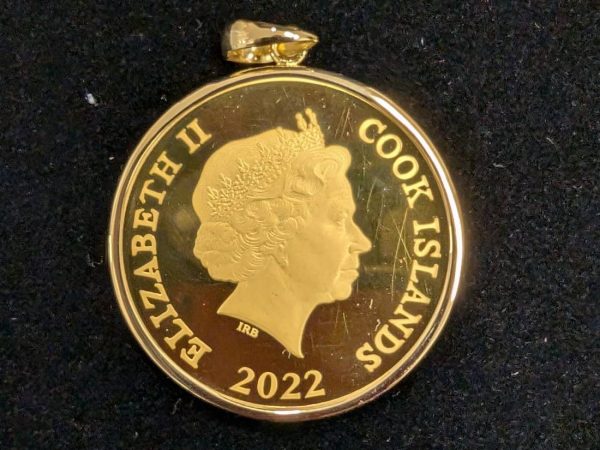 ELIZABETH II
COOK ISLANDS
IRB
2022